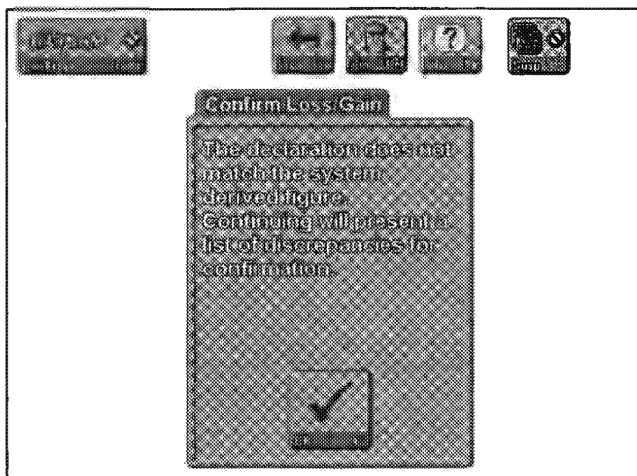 Confirm Loss/Gain
The declaration does not
match the system
derived figure.
Continuing will present a
list of discrepancies for
confirmation.